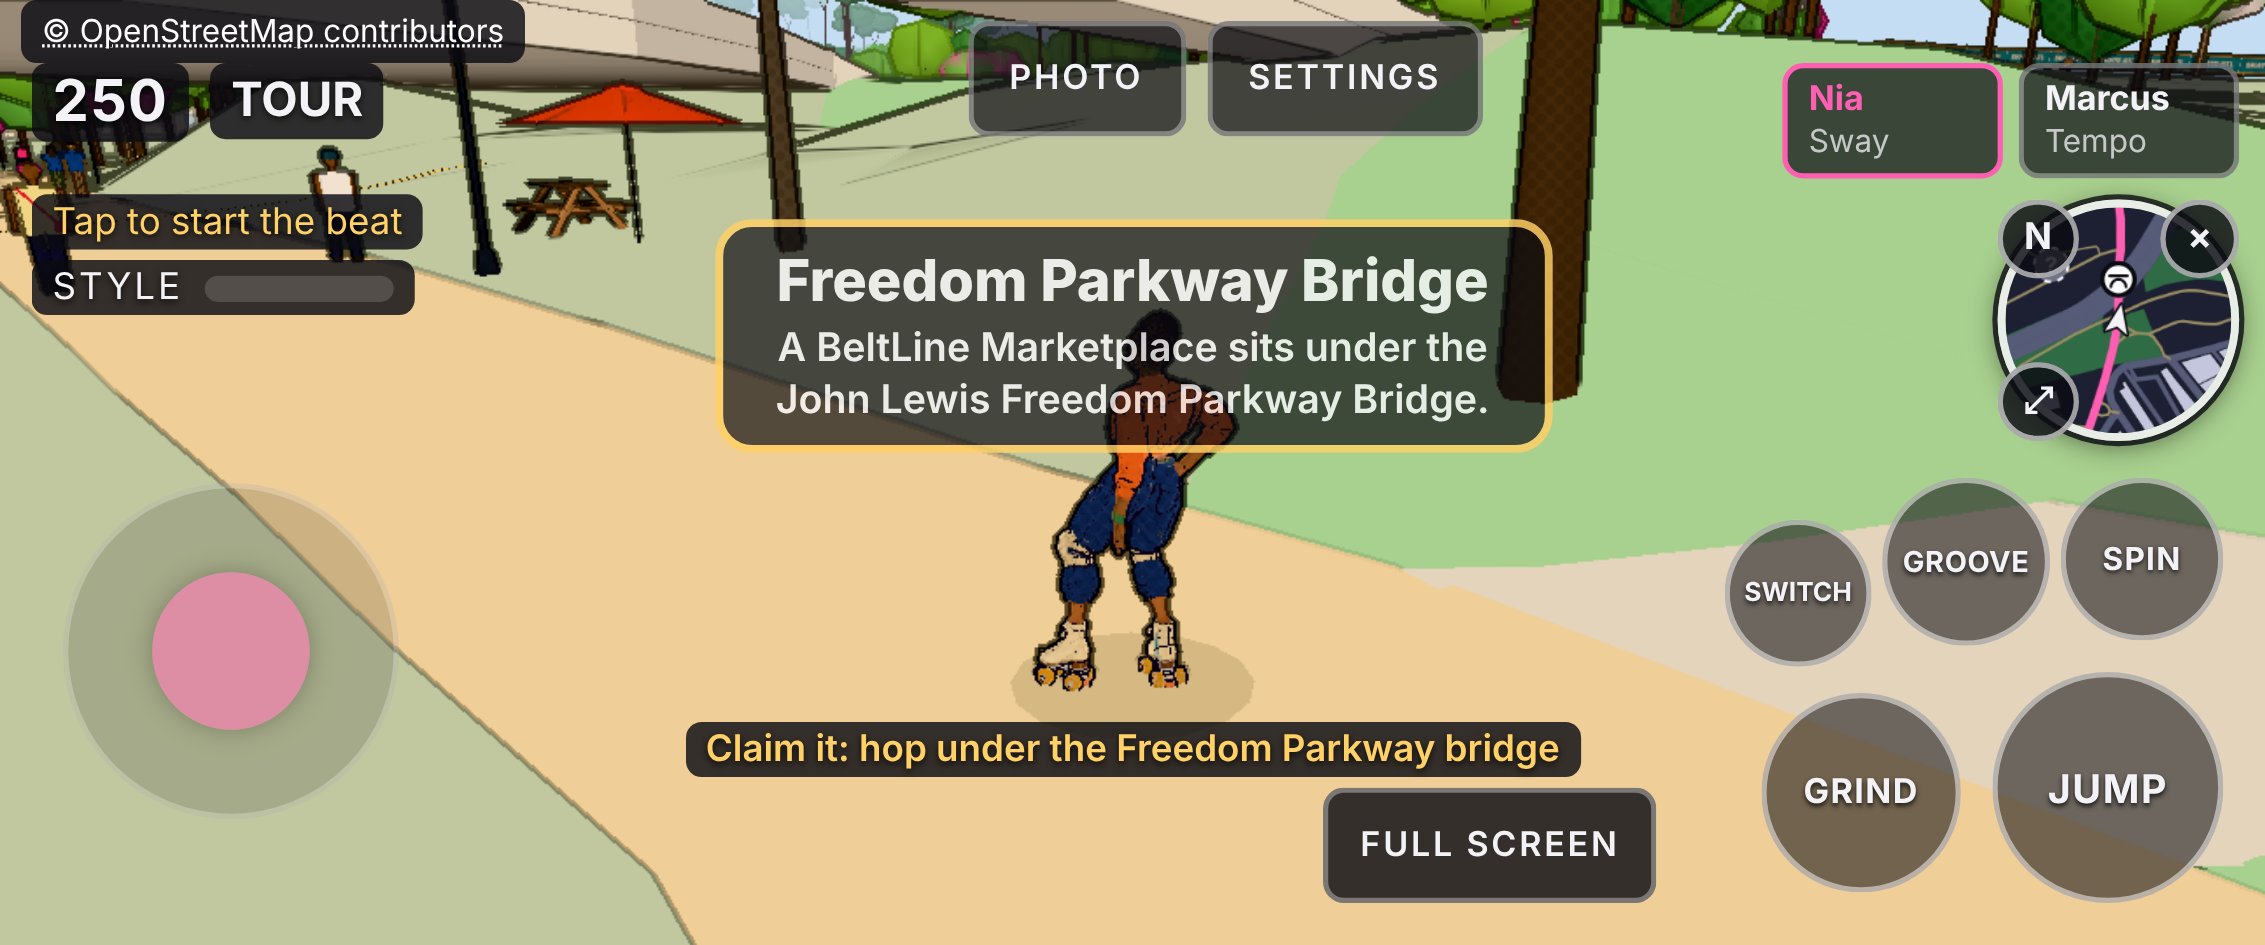 © OpenStreetMap contributors
250 TOUR
PHOTO
SETTINGS
Nia
Sway
Marcus
Tempo
Tap to start the beat
STYLE
N
×
Freedom Parkway Bridge
A BeltLine Marketplace sits under the
John Lewis Freedom Parkway Bridge.
SWITCH
GROOVE
SPIN
Claim it: hop under the Freedom Parkway bridge
GRIND
JUMP
FULL SCREEN